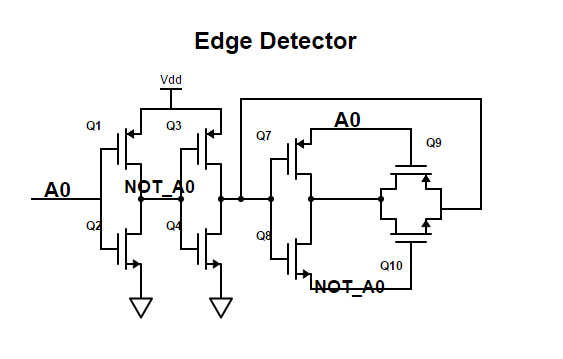 Edge Detector
Vdd
Q1
Q3
Q7
A0
Q9
A0
NOT_A0
Q2
Q4
Q8
Q10
NOT_A0